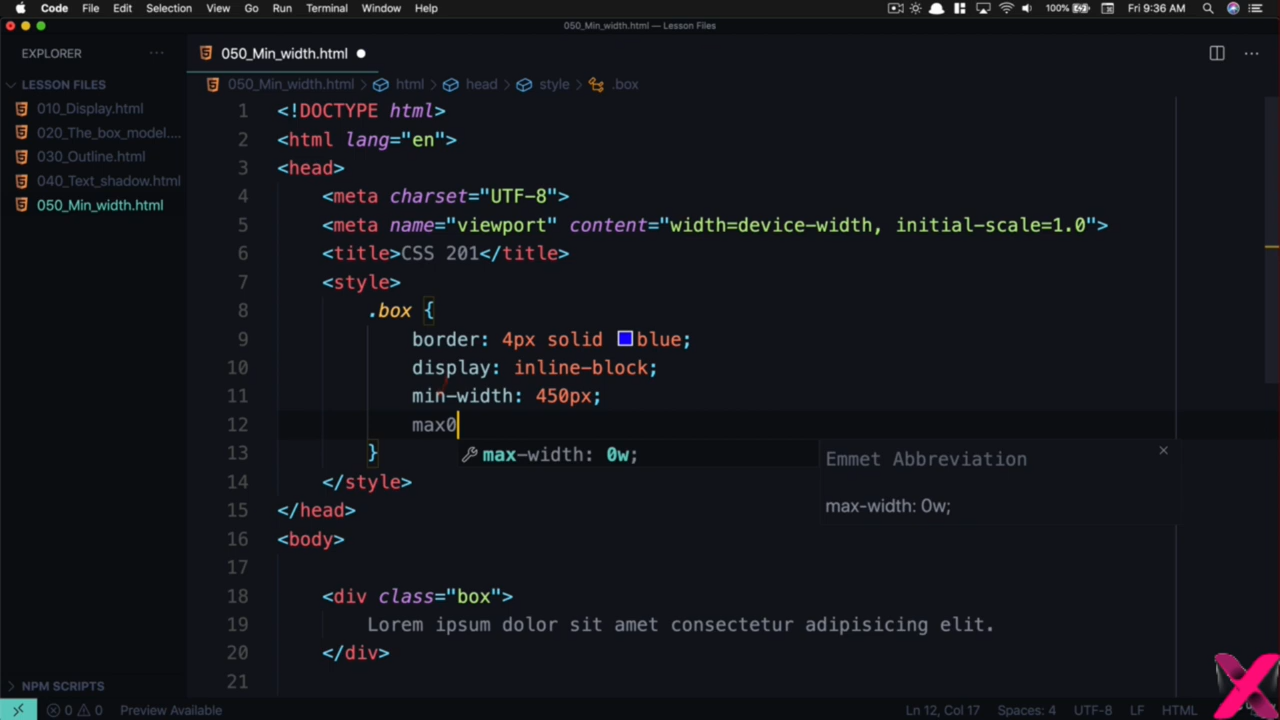 Code File Edit Selection View Go Run Terminal Window Help 100% Fri 9:36 AM
050_Min_width.html — Lesson Files
EXPLORER ··· 050_Min_width.html ● ···
LESSON FILES
050_Min_width.html > html > head > style > .box
010_Display.html
020_The_box_model....
030_Outline.html
040_Text_shadow.html
050_Min_width.html
1 <!DOCTYPE html>
2 <html lang="en">
3 <head>
4 <meta charset="UTF-8">
5 <meta name="viewport" content="width=device-width, initial-scale=1.0">
6 <title>CSS 201</title>
7 <style>
8 .box {
9 border: 4px solid blue;
10 display: inline-block;
11 min-width: 450px;
12 max0
max-width: 0w;
Emmet Abbreviation
max-width: 0w;
13 }
14 </style>
15 </head>
16 <body>
17
18 <div class="box">
19 Lorem ipsum dolor sit amet consectetur adipisicing elit.
20 </div>
21
NPM SCRIPTS
0 0 Preview Available Ln 12, Col 17 Spaces: 4 UTF-8 LF HTML